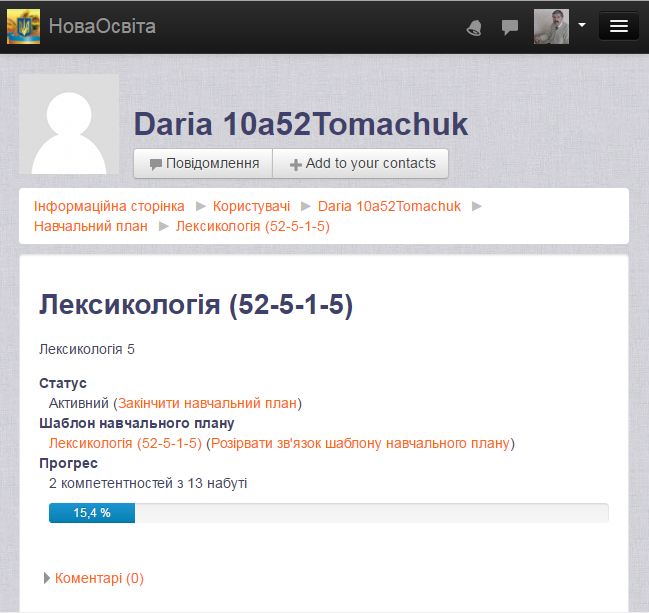 НоваОсвіта
Daria 10a52Tomachuk
Повідомлення
Add to your contacts
Інформаційна сторінка ► Користувачі ► Daria 10a52Tomachuk ►
Навчальний план ► Лексикологія (52-5-1-5)
Лексикологія (52-5-1-5)
Лексикологія 5
Статус
Активний (Закінчити навчальний план)
Шаблон навчального плану
Лексикологія (52-5-1-5) (Розірвати зв'язок шаблону навчального плану)
Прогрес
2 компетентностей з 13 набуті
15,4 %
Коментарі (0)